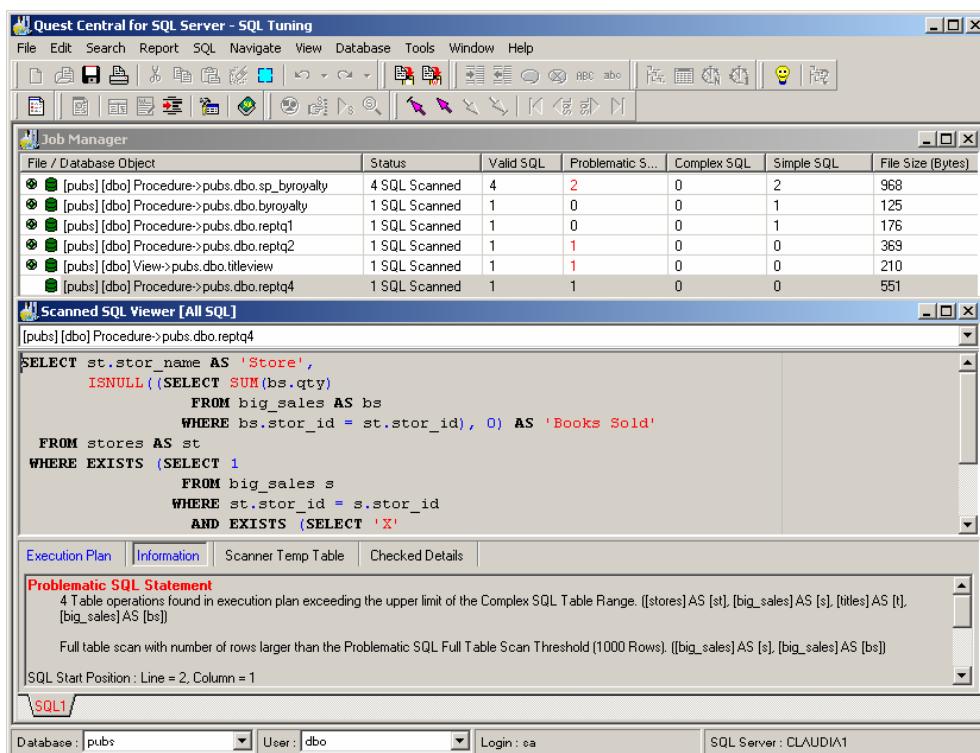 Quest Central for SQL Server - SQL Tuning
File Edit Search Report SQL Navigate View Database Tools Window Help
ABC abc
Job Manager
File / Database Object Status Valid SQL Problematic S... Complex SQL Simple SQL File Size (Bytes)
[pubs] [dbo] Procedure->pubs.dbo.sp_byroyalty 4 SQL Scanned 4 2 0 2 968
[pubs] [dbo] Procedure->pubs.dbo.byroyalty 1 SQL Scanned 1 0 0 1 125
[pubs] [dbo] Procedure->pubs.dbo.reptq1 1 SQL Scanned 1 0 0 1 176
[pubs] [dbo] Procedure->pubs.dbo.reptq2 1 SQL Scanned 1 1 0 0 369
[pubs] [dbo] View->pubs.dbo.titleview 1 SQL Scanned 1 1 0 0 210
[pubs] [dbo] Procedure->pubs.dbo.reptq4 1 SQL Scanned 1 1 0 0 551
Scanned SQL Viewer [All SQL]
[pubs] [dbo] Procedure->pubs.dbo.reptq4
SELECT st.stor_name AS 'Store',
ISNULL((SELECT SUM(bs.qty)
FROM big_sales AS bs
WHERE bs.stor_id = st.stor_id), 0) AS 'Books Sold'
FROM stores AS st
WHERE EXISTS (SELECT 1
FROM big_sales s
WHERE st.stor_id = s.stor_id
AND EXISTS (SELECT 'X'
Execution Plan Information Scanner Temp Table Checked Details
Problematic SQL Statement
4 Table operations found in execution plan exceeding the upper limit of the Complex SQL Table Range. ([stores] AS [st], [big_sales] AS [s], [titles] AS [t],
[big_sales] AS [bs])
Full table scan with number of rows larger than the Problematic SQL Full Table Scan Threshold (1000 Rows). ([big_sales] AS [s], [big_sales] AS [bs])
SQL Start Position : Line = 2, Column = 1
SQL1
Database : pubs User : dbo Login : sa SQL Server : CLAUDIA1